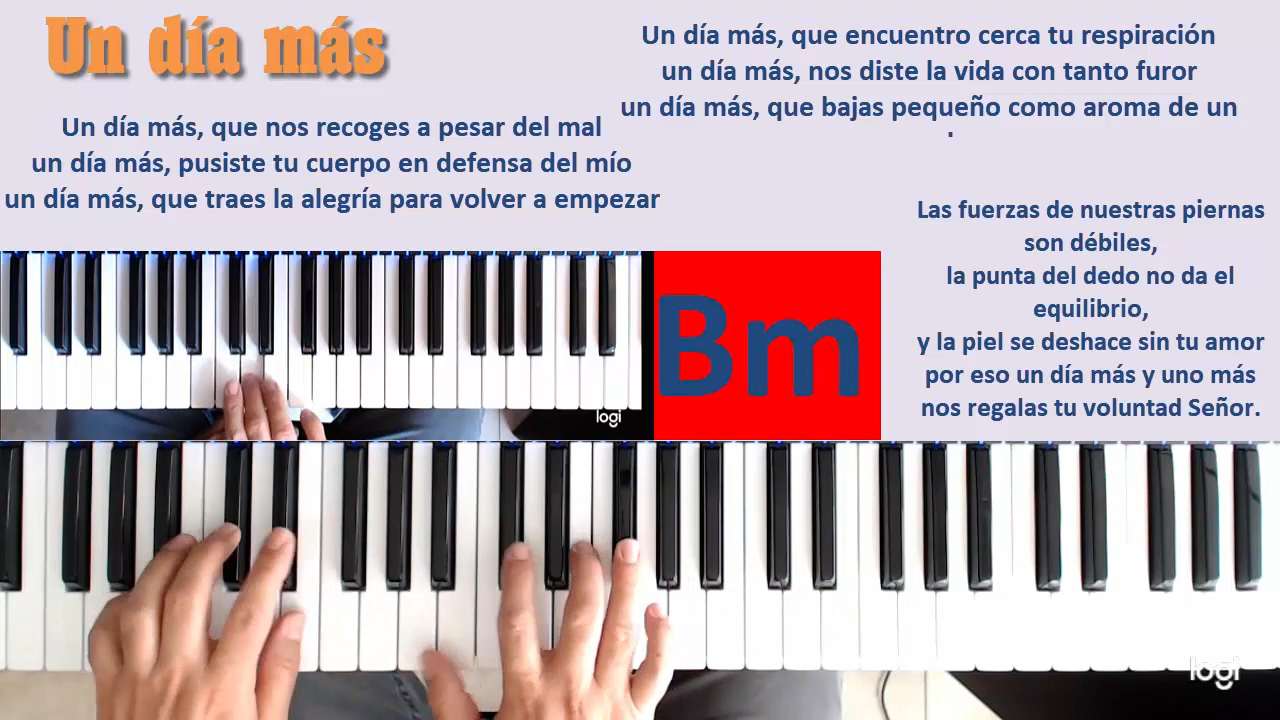 Un día más
Un día más, que nos recoges a pesar del mal
un día más, pusiste tu cuerpo en defensa del mío
un día más, que traes la alegría para volver a empezar
Un día más, que encuentro cerca tu respiración
un día más, nos diste la vida con tanto furor
un día más, que bajas pequeño como aroma de un
Las fuerzas de nuestras piernas
son débiles,
la punta del dedo no da el
equilibrio,
y la piel se deshace sin tu amor
por eso un día más y uno más
nos regalas tu voluntad Señor.
Bm
logi
logi